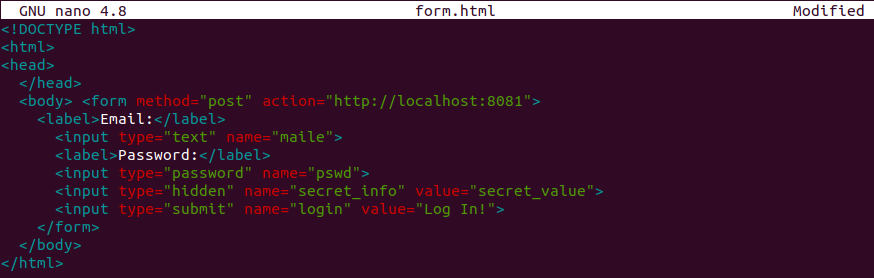 GNU nano 4.8 form.html Modified
<!DOCTYPE html>
<html>
<head>
  </head>
  <body> <form method="post" action="http://localhost:8081">
    <label>Email:</label>
      <input type="text" name="maile">
      <label>Password:</label>
      <input type="password" name="pswd">
      <input type="hidden" name="secret_info" value="secret_value">
      <input type="submit" name="login" value="Log In!">
    </form>
  </body>
</html>